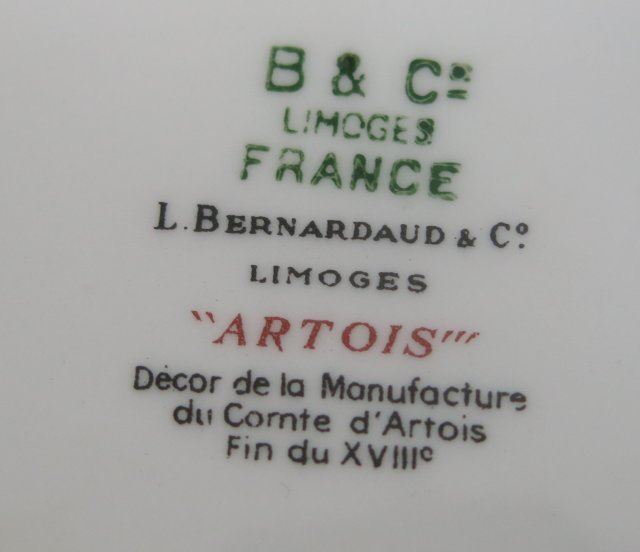 B & Cie
LIMOGES
FRANCE
L. BERNARDAUD & Co.
LIMOGES
"ARTOIS"'
Décor de la Manufacture
du Comte d'Artois
Fin du XVIIIe